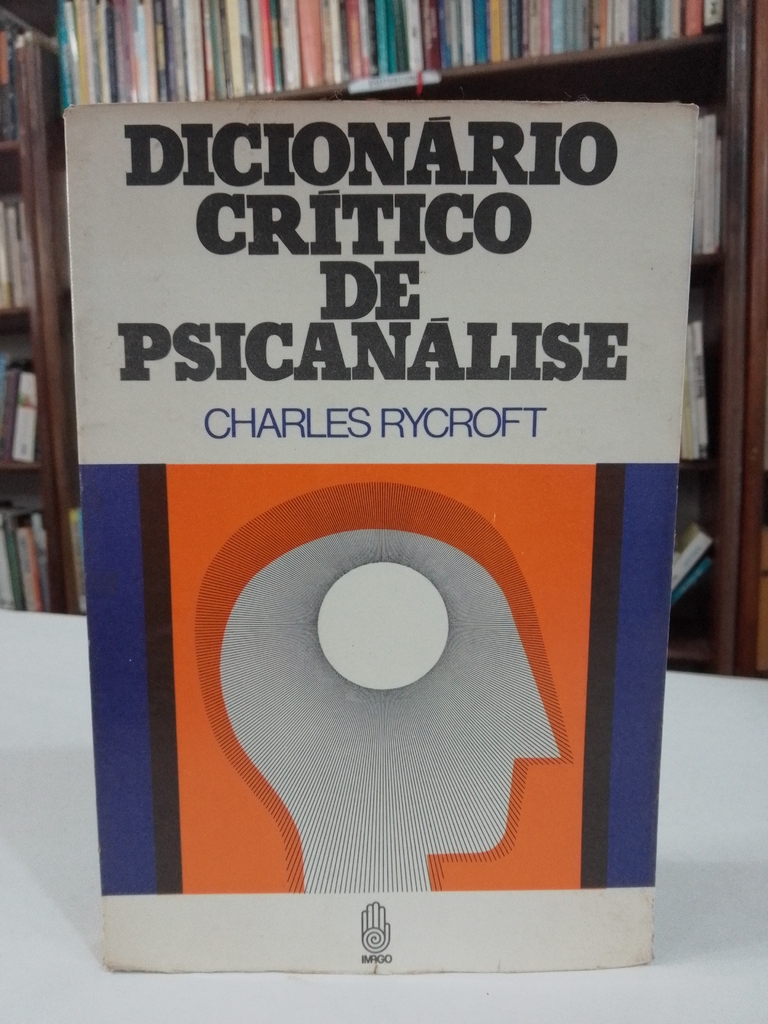 DICIONÁRIO
CRÍTICO
DE
PSICANÁLISE
CHARLES RYCROFT
IMAGO